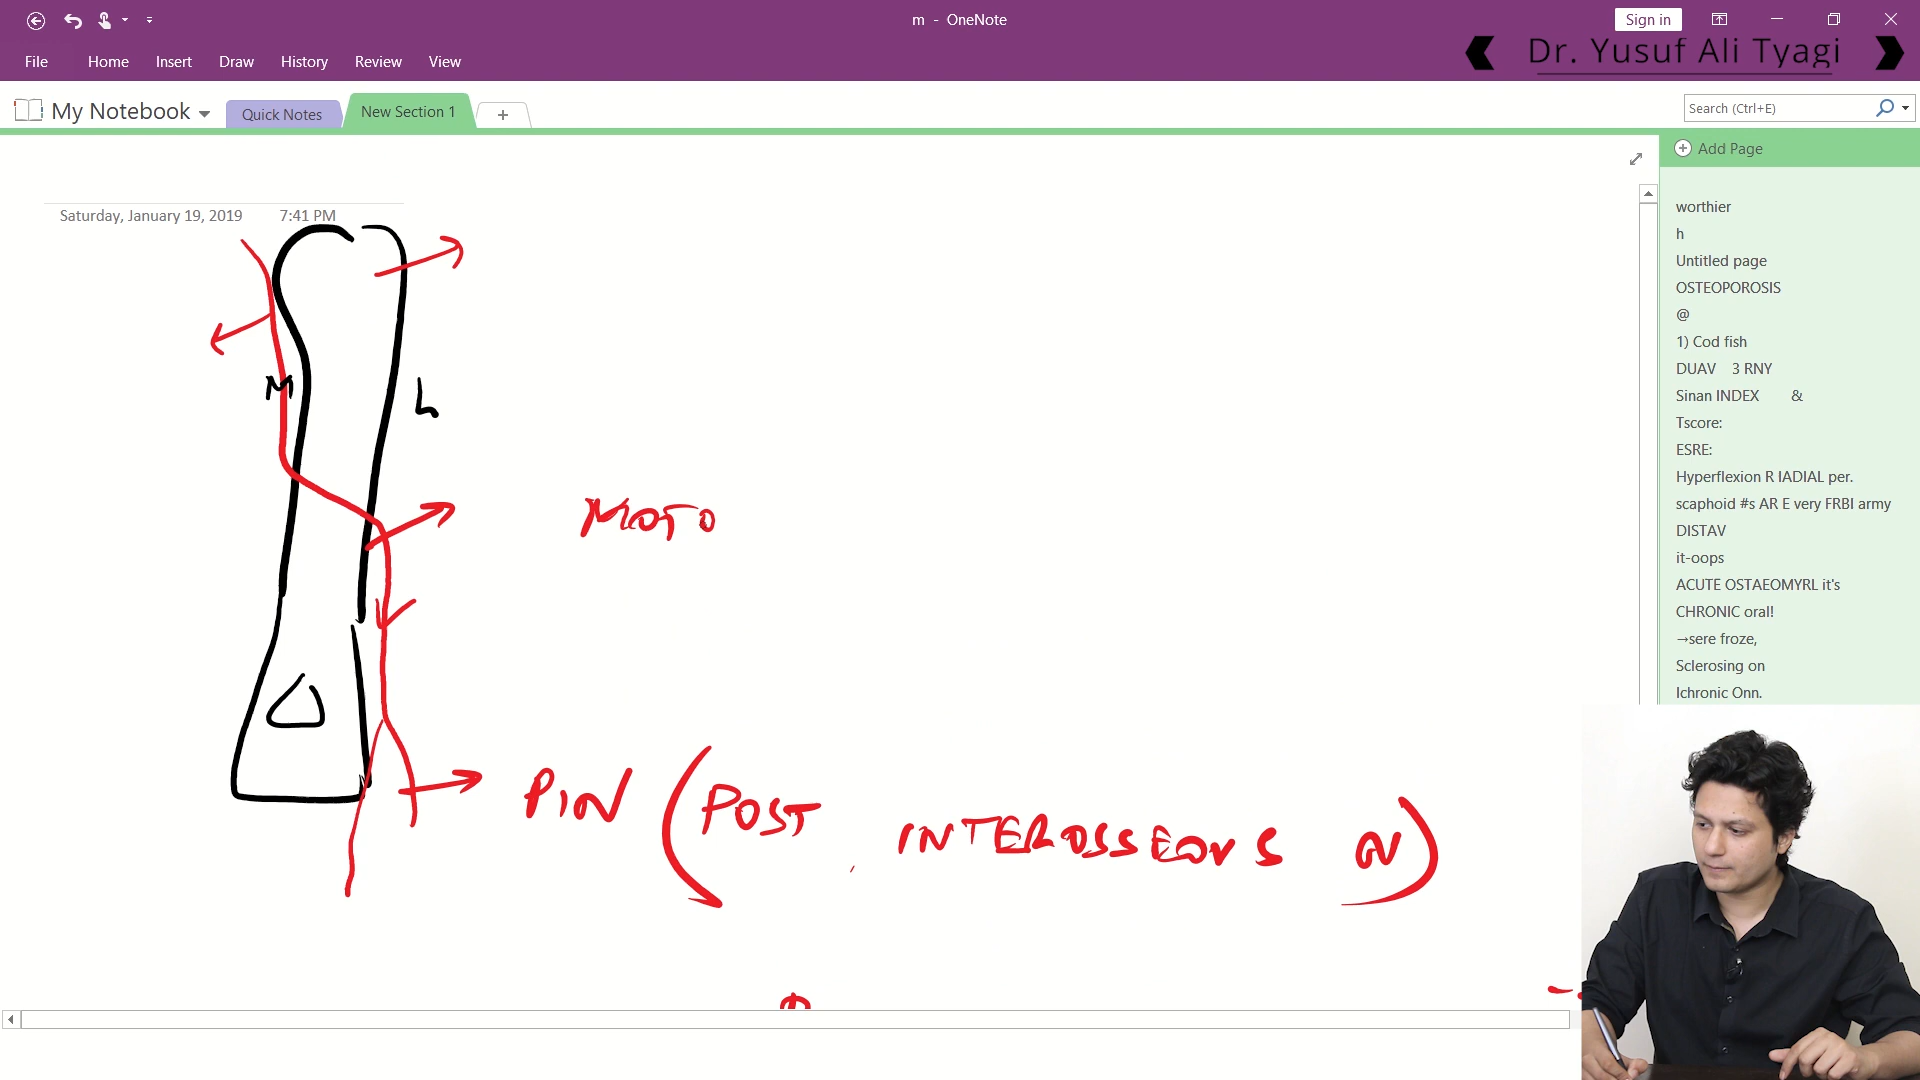 m - OneNote
Sign in
File Home Insert Draw History Review View
Dr. Yusuf Ali Tyagi
My Notebook
Quick Notes
New Section 1
Search (Ctrl+E)
Add Page
Saturday, January 19, 2019 7:41 PM
worthier
h
Untitled page
OSTEOPOROSIS
@
1) Cod fish
DUAV 3 RNY
Sinan INDEX &
Tscore:
ESRE:
Hyperflexion R IADIAL per.
scaphoid #s AR E very FRBI army
DISTAV
it-oops
ACUTE OSTAEOMYRL it's
CHRONIC oral!
→sere froze,
Sclerosing on
Ichronic Onn.
M
L
MOTO
PIN (POST INTEROSSEOUS N)